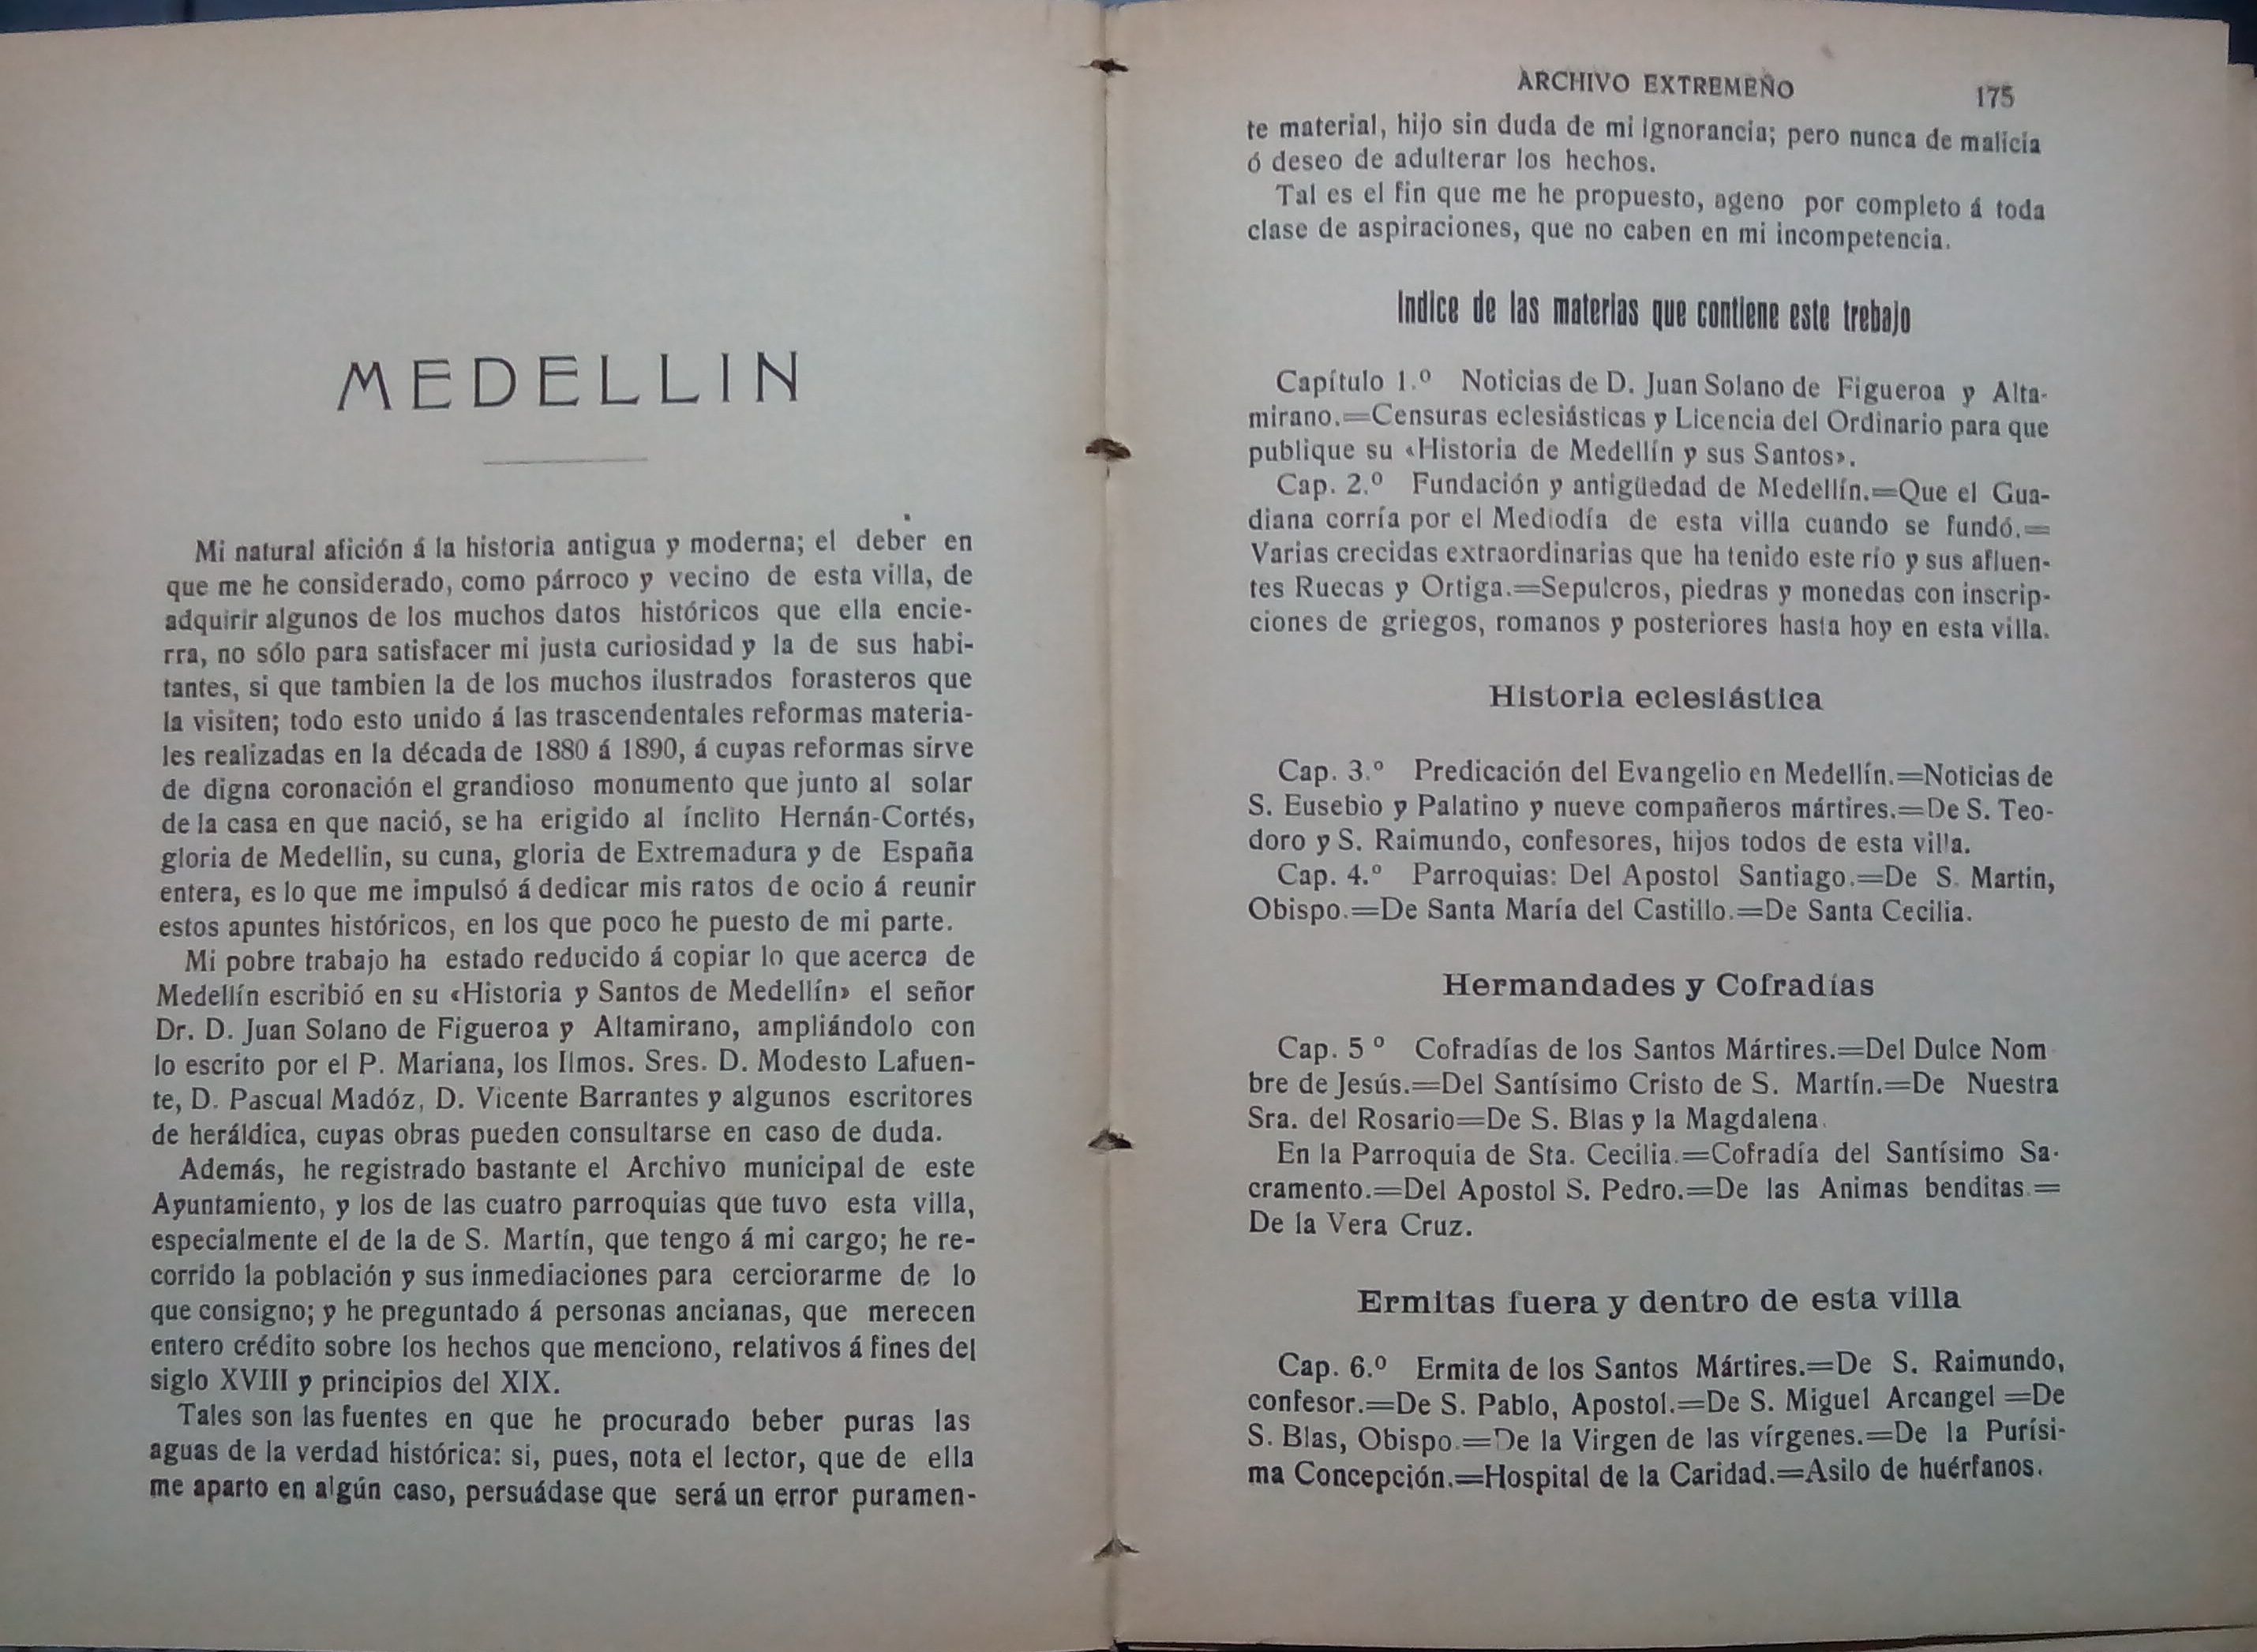 MEDELLIN
Mi natural afición á la historia antigua y moderna; el deber en
que me he considerado, como párroco y vecino de esta villa, de
adquirir algunos de los muchos datos históricos que ella encie-
rra, no sólo para satisfacer mi justa curiosidad y la de sus habi-
tantes, si que tambien la de los muchos ilustrados forasteros que
la visiten; todo esto unido á las trascendentales reformas materia-
les realizadas en la década de 1880 á 1890, á cuyas reformas sirve
de digna coronación el grandioso monumento que junto al solar
de la casa en que nació, se ha erigido al ínclito Hernán-Cortés,
gloria de Medellin, su cuna, gloria de Extremadura y de España
entera, es lo que me impulsó á dedicar mis ratos de ocio á reunir
estos apuntes históricos, en los que poco he puesto de mi parte.
Mi pobre trabajo ha estado reducido á copiar lo que acerca de
Medellín escribió en su «Historia y Santos de Medellín» el señor
Dr. D. Juan Solano de Figueroa y Altamirano, ampliándolo con
lo escrito por el P. Mariana, los Ilmos. Sres. D. Modesto Lafuen-
te, D. Pascual Madóz, D. Vicente Barrantes y algunos escritores
de heráldica, cuyas obras pueden consultarse en caso de duda.
Además, he registrado bastante el Archivo municipal de este
Ayuntamiento, y los de las cuatro parroquias que tuvo esta villa,
especialmente el de la de S. Martín, que tengo á mi cargo; he re-
corrido la población y sus inmediaciones para cerciorarme de lo
que consigno; y he preguntado á personas ancianas, que merecen
entero crédito sobre los hechos que menciono, relativos á fines del
siglo XVIII y principios del XIX.
Tales son las fuentes en que he procurado beber puras las
aguas de la verdad histórica: si, pues, nota el lector, que de ella
me aparto en algún caso, persuádase que será un error puramen-
ARCHIVO EXTREMEÑO 175
te material, hijo sin duda de mi ignorancia; pero nunca de malicia
ó deseo de adulterar los hechos.
Tal es el fin que me he propuesto, ageno por completo á toda
clase de aspiraciones, que no caben en mi incompetencia.
Indice de las materias que contiene este trebajo
Capítulo 1.º Noticias de D. Juan Solano de Figueroa y Alta-
mirano.=Censuras eclesiásticas y Licencia del Ordinario para que
publique su «Historia de Medellín y sus Santos».
Cap. 2.º Fundación y antigüedad de Medellín.=Que el Gua-
diana corría por el Mediodía de esta villa cuando se fundó.=
Varias crecidas extraordinarias que ha tenido este río y sus afluen-
tes Ruecas y Ortiga.=Sepulcros, piedras y monedas con inscrip-
ciones de griegos, romanos y posteriores hasta hoy en esta villa.
Historia eclesiástica
Cap. 3.º Predicación del Evangelio en Medellín.=Noticias de
S. Eusebio y Palatino y nueve compañeros mártires.=De S. Teo-
doro y S. Raimundo, confesores, hijos todos de esta villa.
Cap. 4.º Parroquias: Del Apostol Santiago.=De S. Martin,
Obispo.=De Santa María del Castillo.=De Santa Cecilia.
Hermandades y Cofradías
Cap. 5 º Cofradías de los Santos Mártires.=Del Dulce Nom
bre de Jesús.=Del Santísimo Cristo de S. Martín.=De Nuestra
Sra. del Rosario=De S. Blas y la Magdalena.
En la Parroquia de Sta. Cecilia.=Cofradía del Santísimo Sa-
cramento.=Del Apostol S. Pedro.=De las Animas benditas.=
De la Vera Cruz.
Ermitas fuera y dentro de esta villa
Cap. 6.º Ermita de los Santos Mártires.=De S. Raimundo,
confesor.=De S. Pablo, Apostol.=De S. Miguel Arcangel =De
S. Blas, Obispo.=De la Virgen de las vírgenes.=De la Purísi-
ma Concepción.=Hospital de la Caridad.=Asilo de huérfanos.